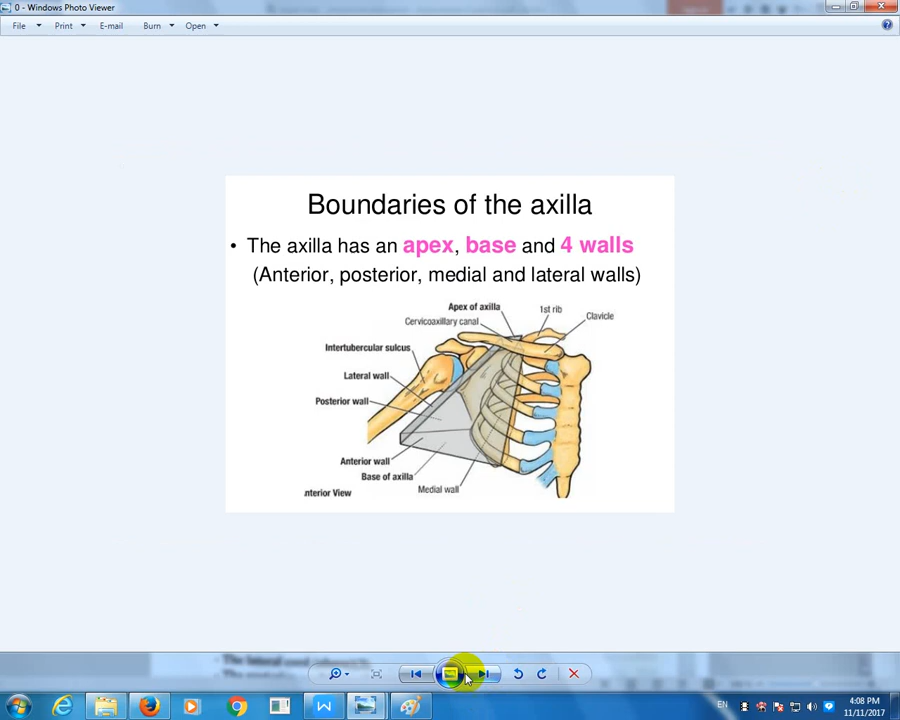 0 - Windows Photo Viewer
File Print E-mail Burn Open
Boundaries of the axilla
• The axilla has an apex, base and 4 walls
(Anterior, posterior, medial and lateral walls)
Apex of axilla
1st rib
Cervicoaxillary canal
Clavicle
Intertubercular sulcus
Lateral wall
Posterior wall
Anterior wall
Base of axilla
Medial wall
nterior View
EN
4:08 PM
11/11/2017